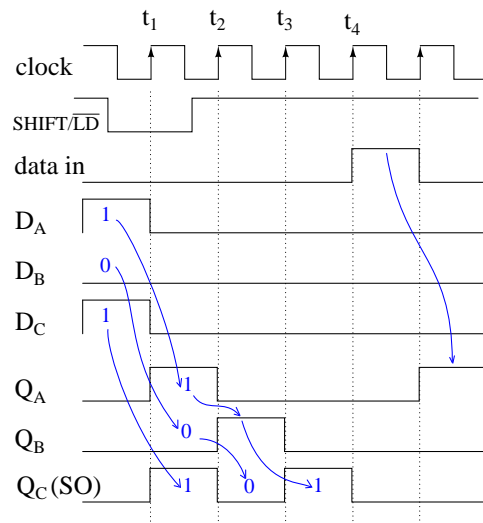 t1 t2 t3 t4
clock
SHIFT/L̅D̅
data in
DA 1
DB 0
DC 1
QA 1
QB 0
QC (SO) 1 0 1